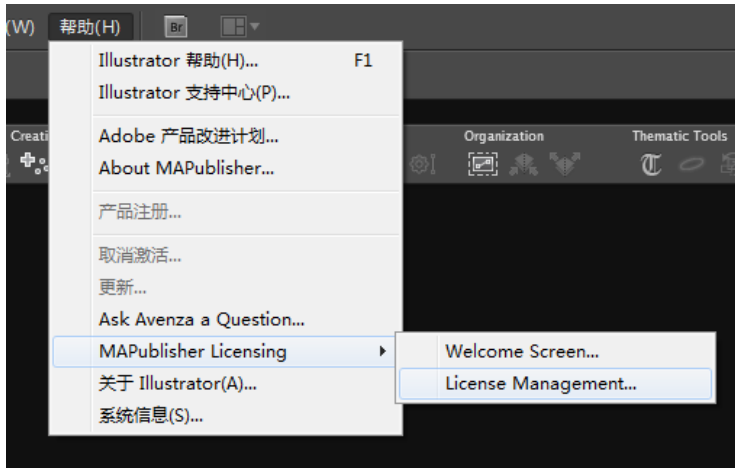 (W) 帮助(H) Br
Illustrator 帮助(H)... F1
Illustrator 支持中心(P)...
Creati Adobe 产品改进计划... Organization Thematic Tools
About MAPublisher...
产品注册...
取消激活...
更新...
Ask Avenza a Question...
MAPublisher Licensing Welcome Screen...
关于 Illustrator(A)... License Management...
系统信息(S)...